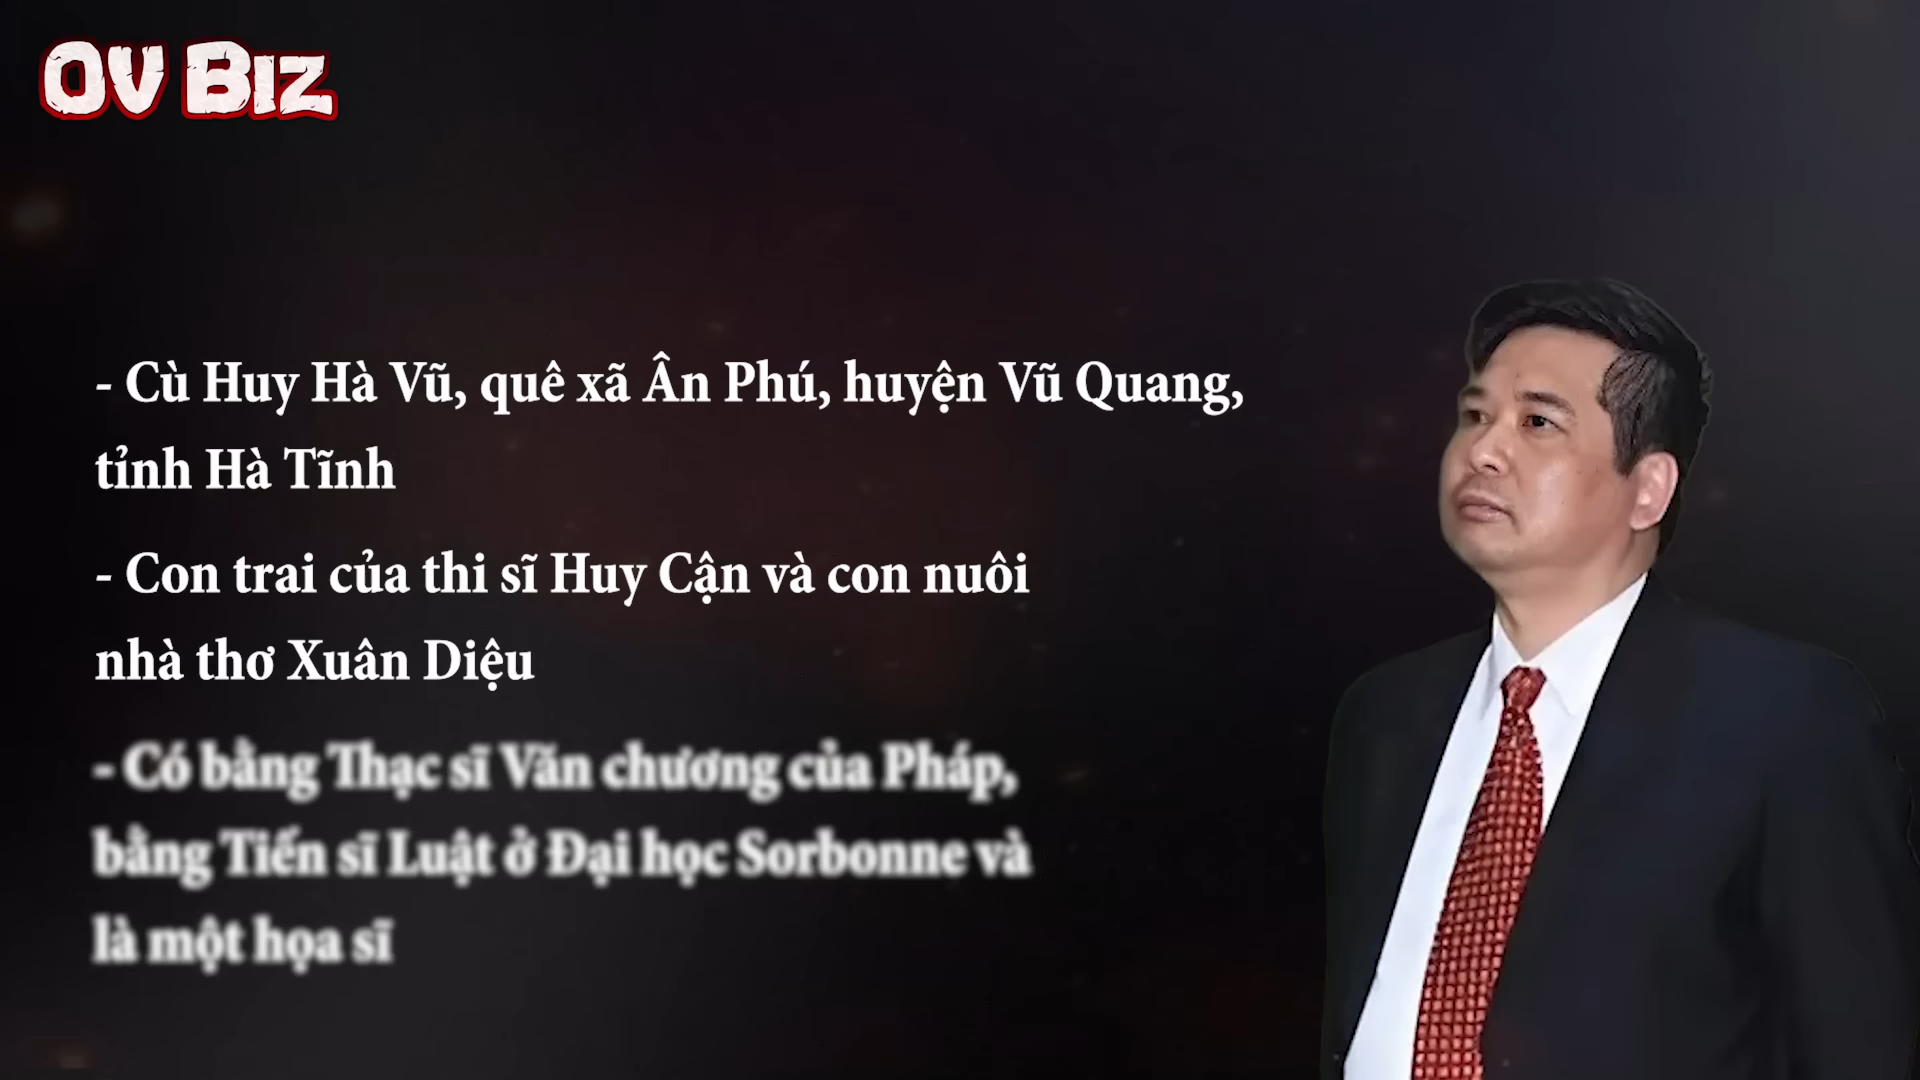 OV BIZ
- Cù Huy Hà Vũ, quê xã Ân Phú, huyện Vũ Quang,
tỉnh Hà Tĩnh
- Con trai của thi sĩ Huy Cận và con nuôi
nhà thơ Xuân Diệu
- Có bằng Thạc sĩ Văn chương của Pháp,
bằng Tiến sĩ Luật ở Đại học Sorbonne và
là một họa sĩ